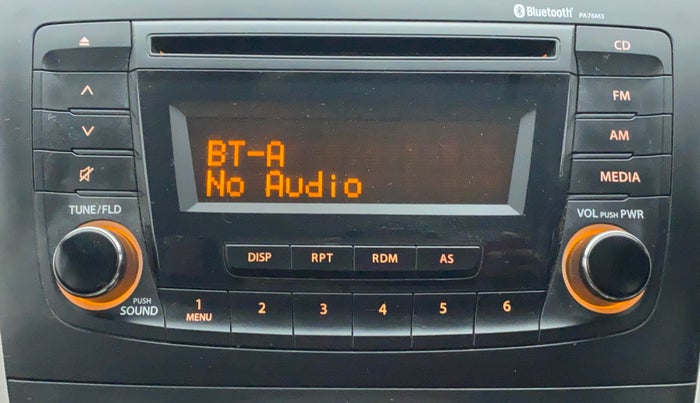 Bluetooth PA76M3
CD
FM
AM
MEDIA
BT-A
No Audio
TUNE/FLD
VOL PUSH PWR
DISP RPT RDM AS
PUSH
SOUND
1 2 3 4 5 6
MENU